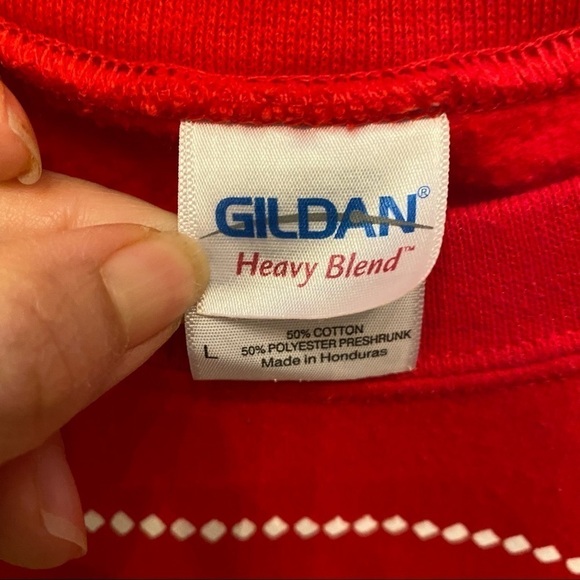 GILDAN®
Heavy Blend™
50% COTTON
L 50% POLYESTER PRESHRUNK
Made in Honduras